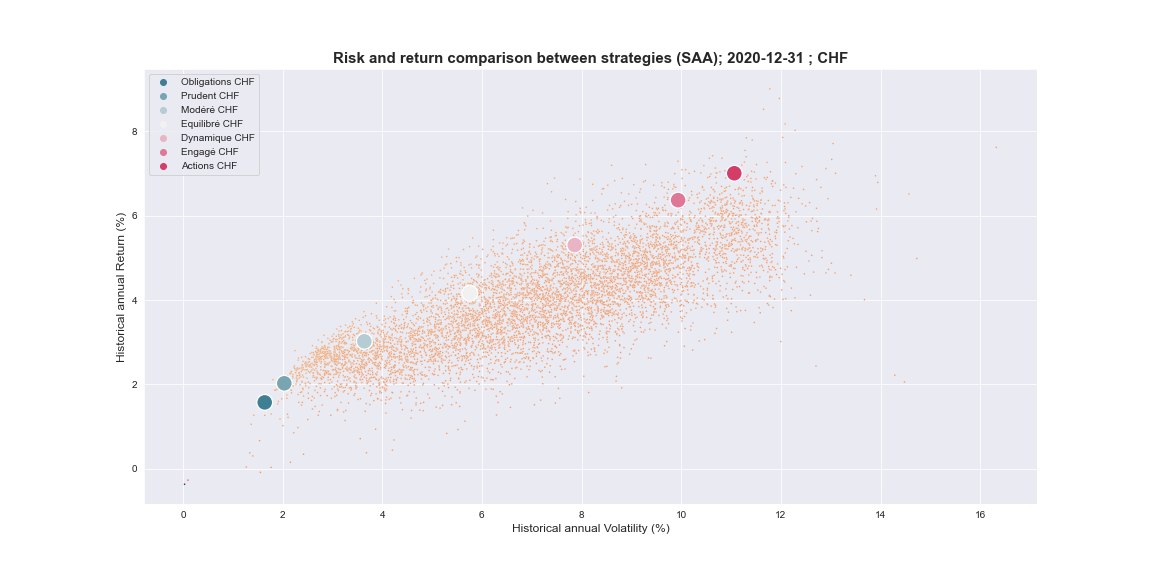 Risk and return comparison between strategies (SAA); 2020-12-31 ; CHF
Obligations CHF
Prudent CHF
Modéré CHF
Equilibré CHF
Dynamique CHF
Engagé CHF
Actions CHF
Historical annual Return (%)
8
6
4
2
0
0 2 4 6 8 10 12 14 16
Historical annual Volatility (%)